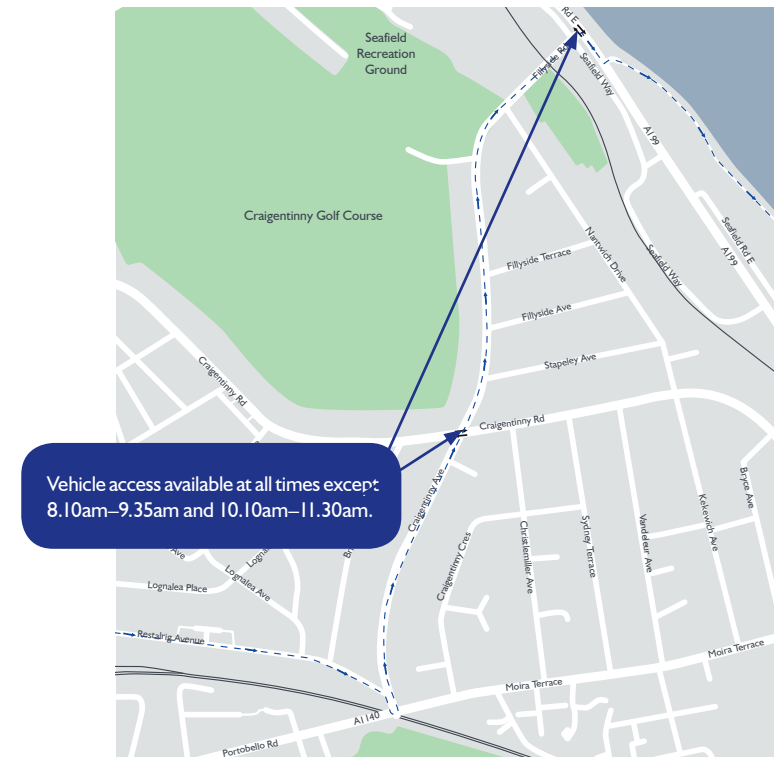 Rd E
Seafield
Recreation
Ground
Fillyside Rd
Seafield Way
A199
Craigentinny Golf Course
Nantwich Drive
Seafield Rd E
A199
Fillyside Terrace
Seafield Way
Fillyside Ave
Stapeley Ave
Craigentinny Rd
Craigentinny Rd
Vehicle access available at all times except
8.10am–9.35am and 10.10am–11.30am.
Craigentinny Ave
Bryce Ave
Kekewich Ave
Vandeleur Ave
Sydney Terrace
Christlemiller Ave
Craigentinny Cres
Ave
Lognalea Place
Lognalea Ave
Restalrig Avenue
Moira Terrace
Moira Terrace
A1140
Portobello Rd